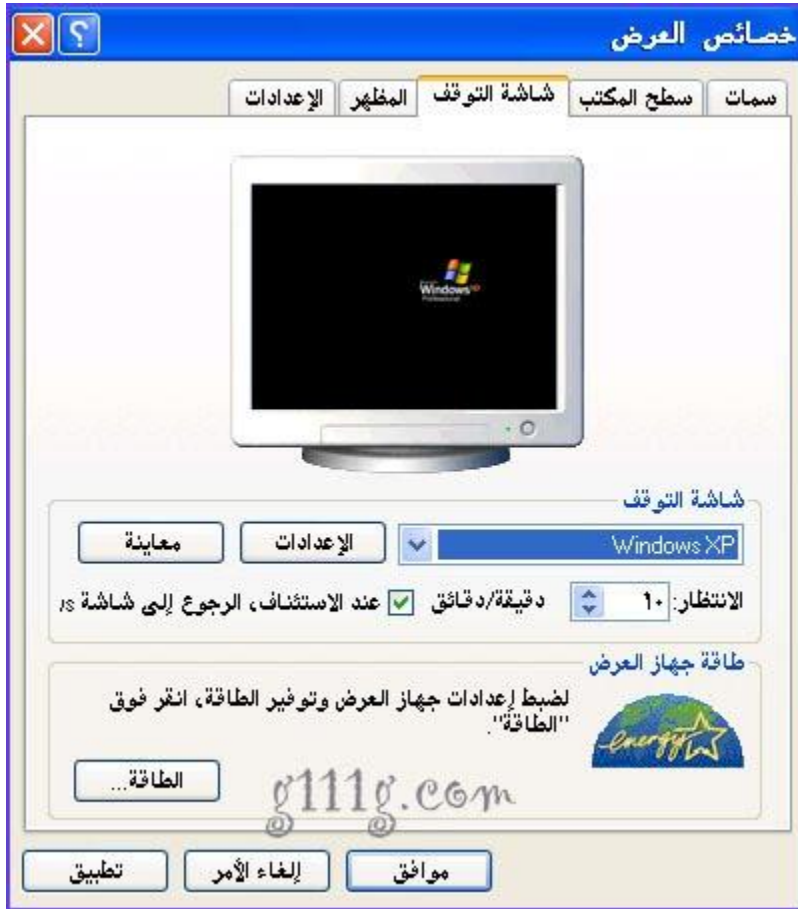 خصائص العرض
سمات
سطح المكتب
شاشة التوقف
المظهر
الإعدادات
Windows XP
Professional
شاشة التوقف
Windows XP
الإعدادات
معاينة
الانتظار: ١٠ دقيقة/دقائق
عند الاستئناف، الرجوع إلى شاشة
طاقة جهاز العرض
لضبط إعدادات جهاز العرض وتوفير الطاقة، انقر فوق
"الطاقة".
energy
الطاقة...
g111g.com
موافق
إلغاء الأمر
تطبيق